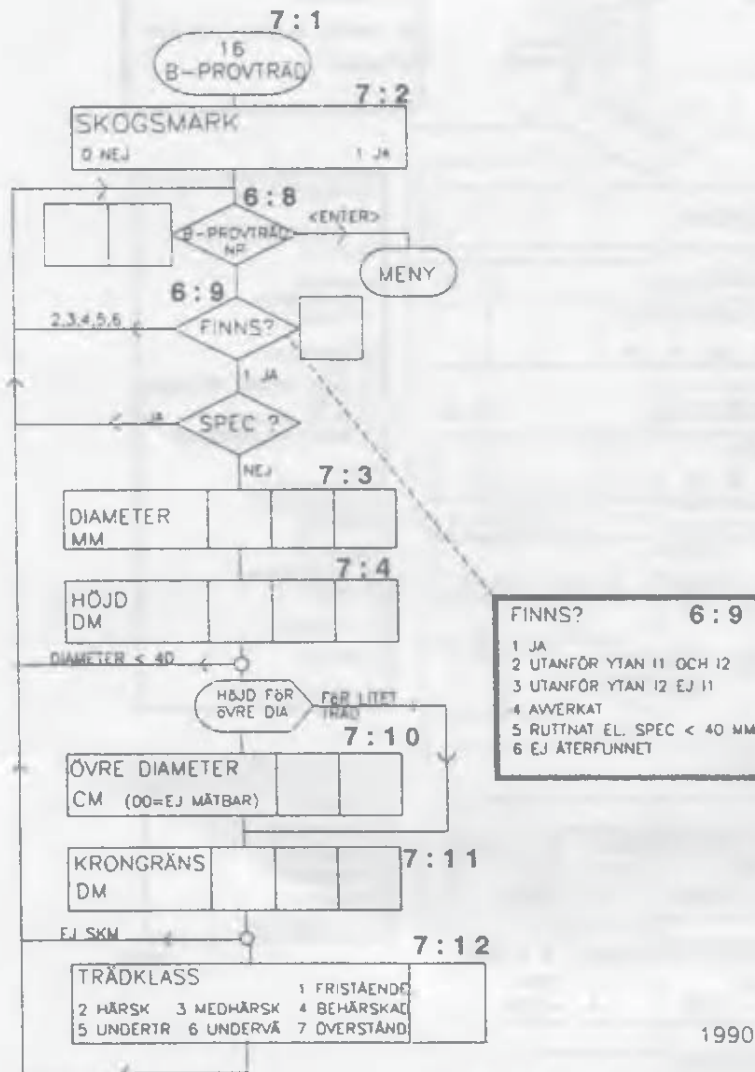 7:1
16
B-PROVTRÄD
7:2
SKOGSMARK
0 NEJ 1 JA
6:8
<ENTER>
B-PROVTRÄD
NR
MENY
6:9
2,3,4,5,6
FINNS?
1 JA
JA
SPEC ?
NEJ
7:3
DIAMETER
MM
7:4
HÖJD
DM
DIAMETER < 40
HÖJD FÖR
ÖVRE DIA
FÖR LITET
TRÄD
7:10
ÖVRE DIAMETER
CM (00=EJ MÄTBAR)
KRONGRÄNS
DM
7:11
EJ SKM
7:12
TRÄDKLASS
1 FRISTÅENDE
2 HÄRSK 3 MEDHÄRSK 4 BEHÄRSKAD
5 UNDERTR 6 UNDERVÄ 7 ÖVERSTÅND
FINNS? 6:9
1 JA
2 UTANFÖR YTAN I1 OCH I2
3 UTANFÖR YTAN I2 EJ I1
4 AVVERKAT
5 RUTTNAT EL. SPEC < 40 MM
6 EJ ÅTERFUNNET
1990